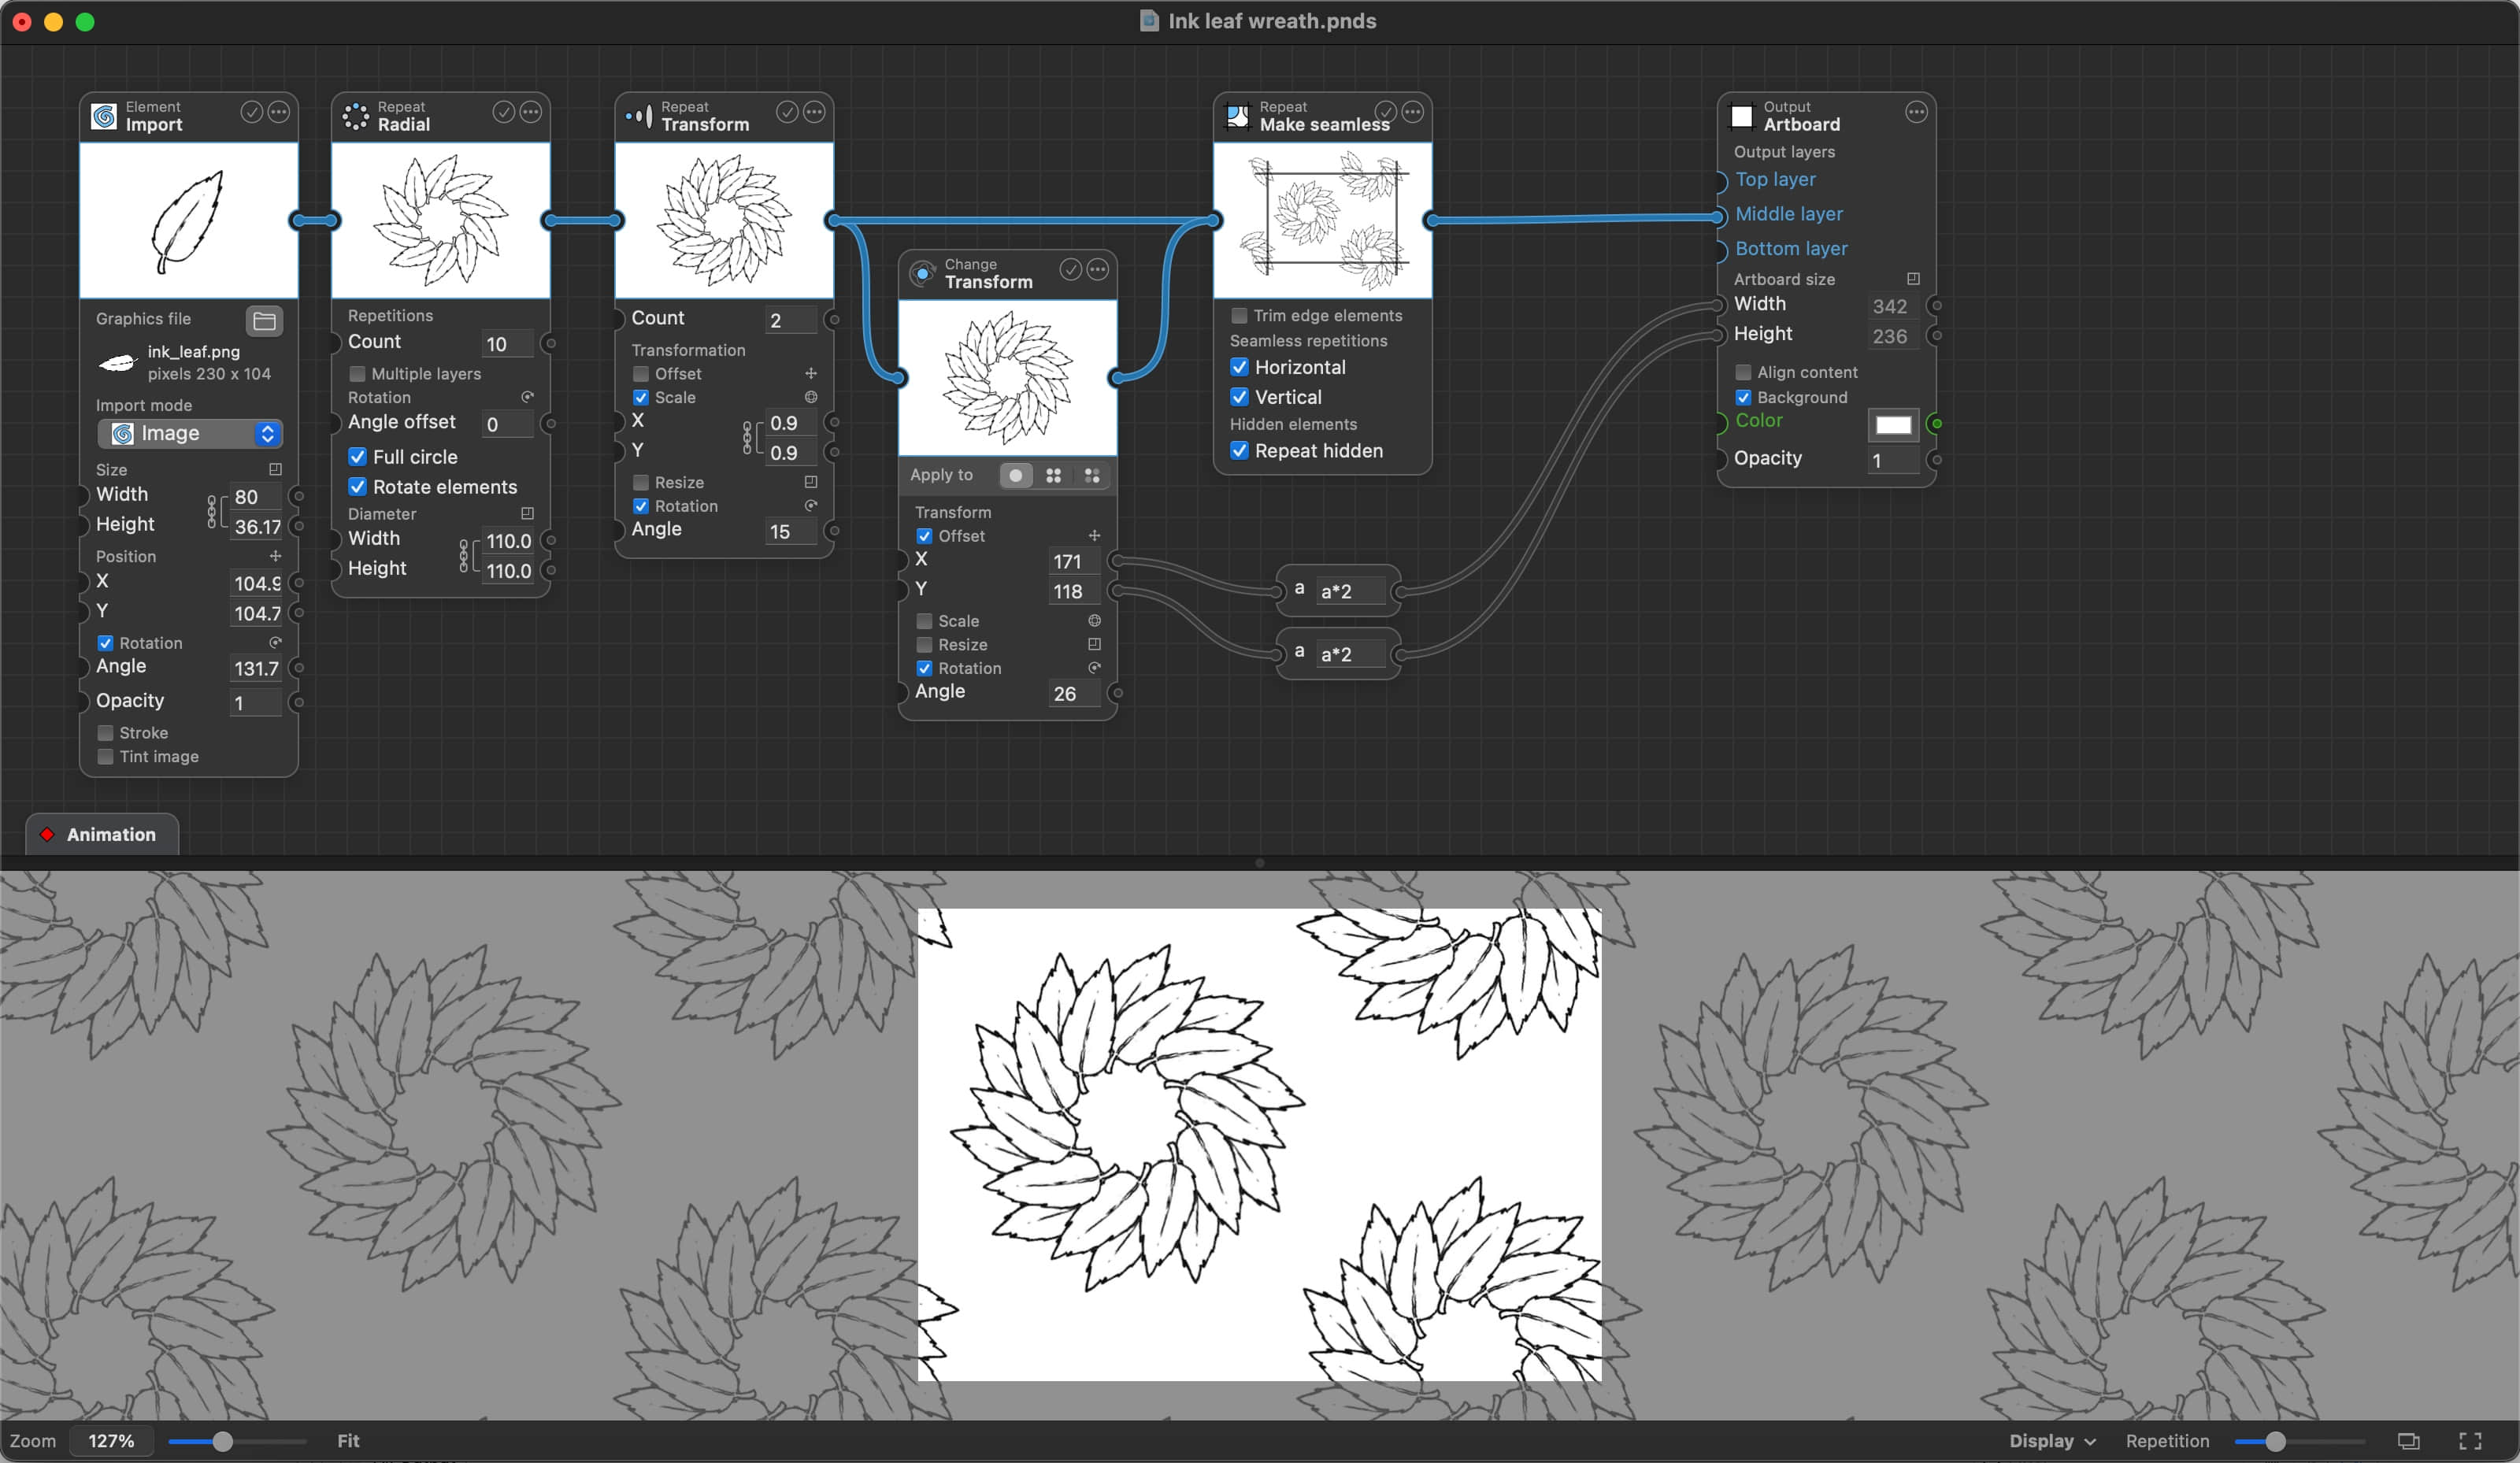 Ink leaf wreath.pnds
Element
Import
Graphics file
ink_leaf.png
pixels 230 x 104
Import mode
Image
Size
Width 80
Height 36.17
Position
X 104.9
Y 104.7
Rotation
Angle 131.7
Opacity 1
Stroke
Tint image
Repeat
Radial
Repetitions
Count 10
Multiple layers
Rotation
Angle offset 0
Full circle
Rotate elements
Diameter
Width 110.0
Height 110.0
Repeat
Transform
Count 2
Transformation
Offset
Scale
X 0.9
Y 0.9
Resize
Rotation
Angle 15
Change
Transform
Apply to
Transform
Offset
X 171
Y 118
Scale
Resize
Rotation
Angle 26
Repeat
Make seamless
Trim edge elements
Seamless repetitions
Horizontal
Vertical
Hidden elements
Repeat hidden
a a*2
a a*2
Output
Artboard
Output layers
Top layer
Middle layer
Bottom layer
Artboard size
Width 342
Height 236
Align content
Background
Color
Opacity 1
Animation
Zoom 127% Fit Display Repetition